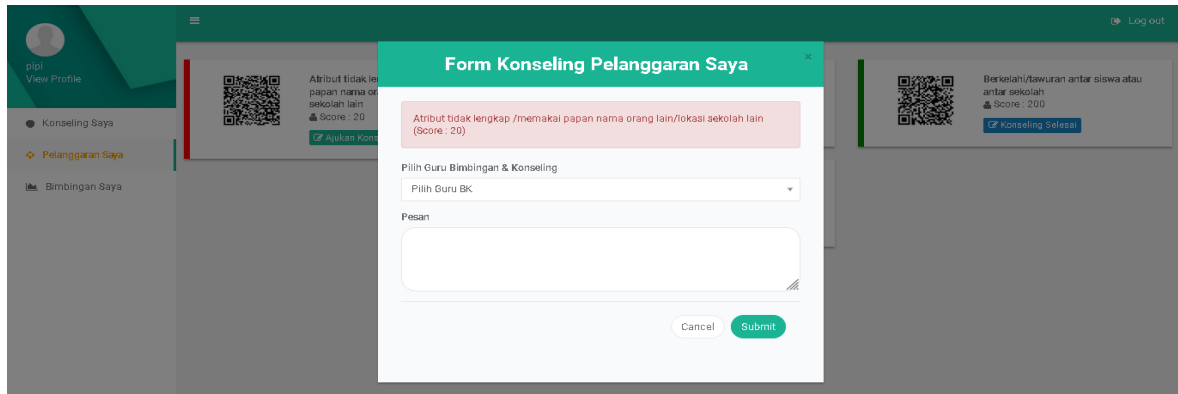 Log out
pipi
View Profile
Konseling Saya
Pelanggaran Saya
Bimbingan Saya
Atribut tidak le
papan nama or
sekolah lain
Score : 20
Ajukan Kons
Form Konseling Pelanggaran Saya
×
Atribut tidak lengkap /memakai papan nama orang lain/lokasi sekolah lain
(Score : 20)
Pilih Guru Bimbingan & Konseling
Pilih Guru BK
Pesan
Cancel
Submit
Berkelahi/tawuran antar siswa atau
antar sekolah
Score : 200
Konseling Selesai